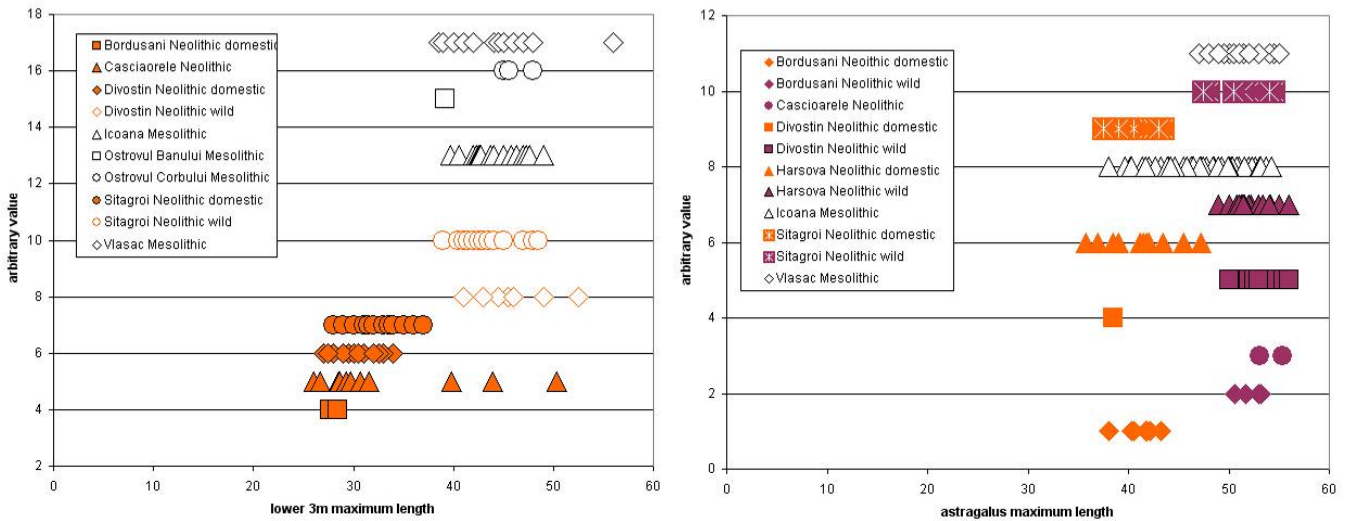 18
16
14
12
10
8
6
4
2
arbitrary value
Bordusani Neolithic domestic
Casciaorele Neolithic
Divostin Neolithic domestic
Divostin Neolithic wild
Icoana Mesolithic
Ostrovul Banului Mesolithic
Ostrovul Corbului Mesolithic
Sitagroi Neolithic domestic
Sitagroi Neolithic wild
Vlasac Mesolithic
0 10 20 30 40 50 60
lower 3m maximum length
12
10
8
6
4
2
0
arbitrary value
Bordusani Neoithic domestic
Bordusani Neolithic wild
Cascioarele Neolithic
Divostin Neolithic domestic
Divostin Neolithic wild
Harsova Neolithic domestic
Harsova Neolithic wild
Icoana Mesolithic
Sitagroi Neolithic domestic
Sitagroi Neolithic wild
Vlasac Mesolithic
0 10 20 30 40 50 60
astragalus maximum length